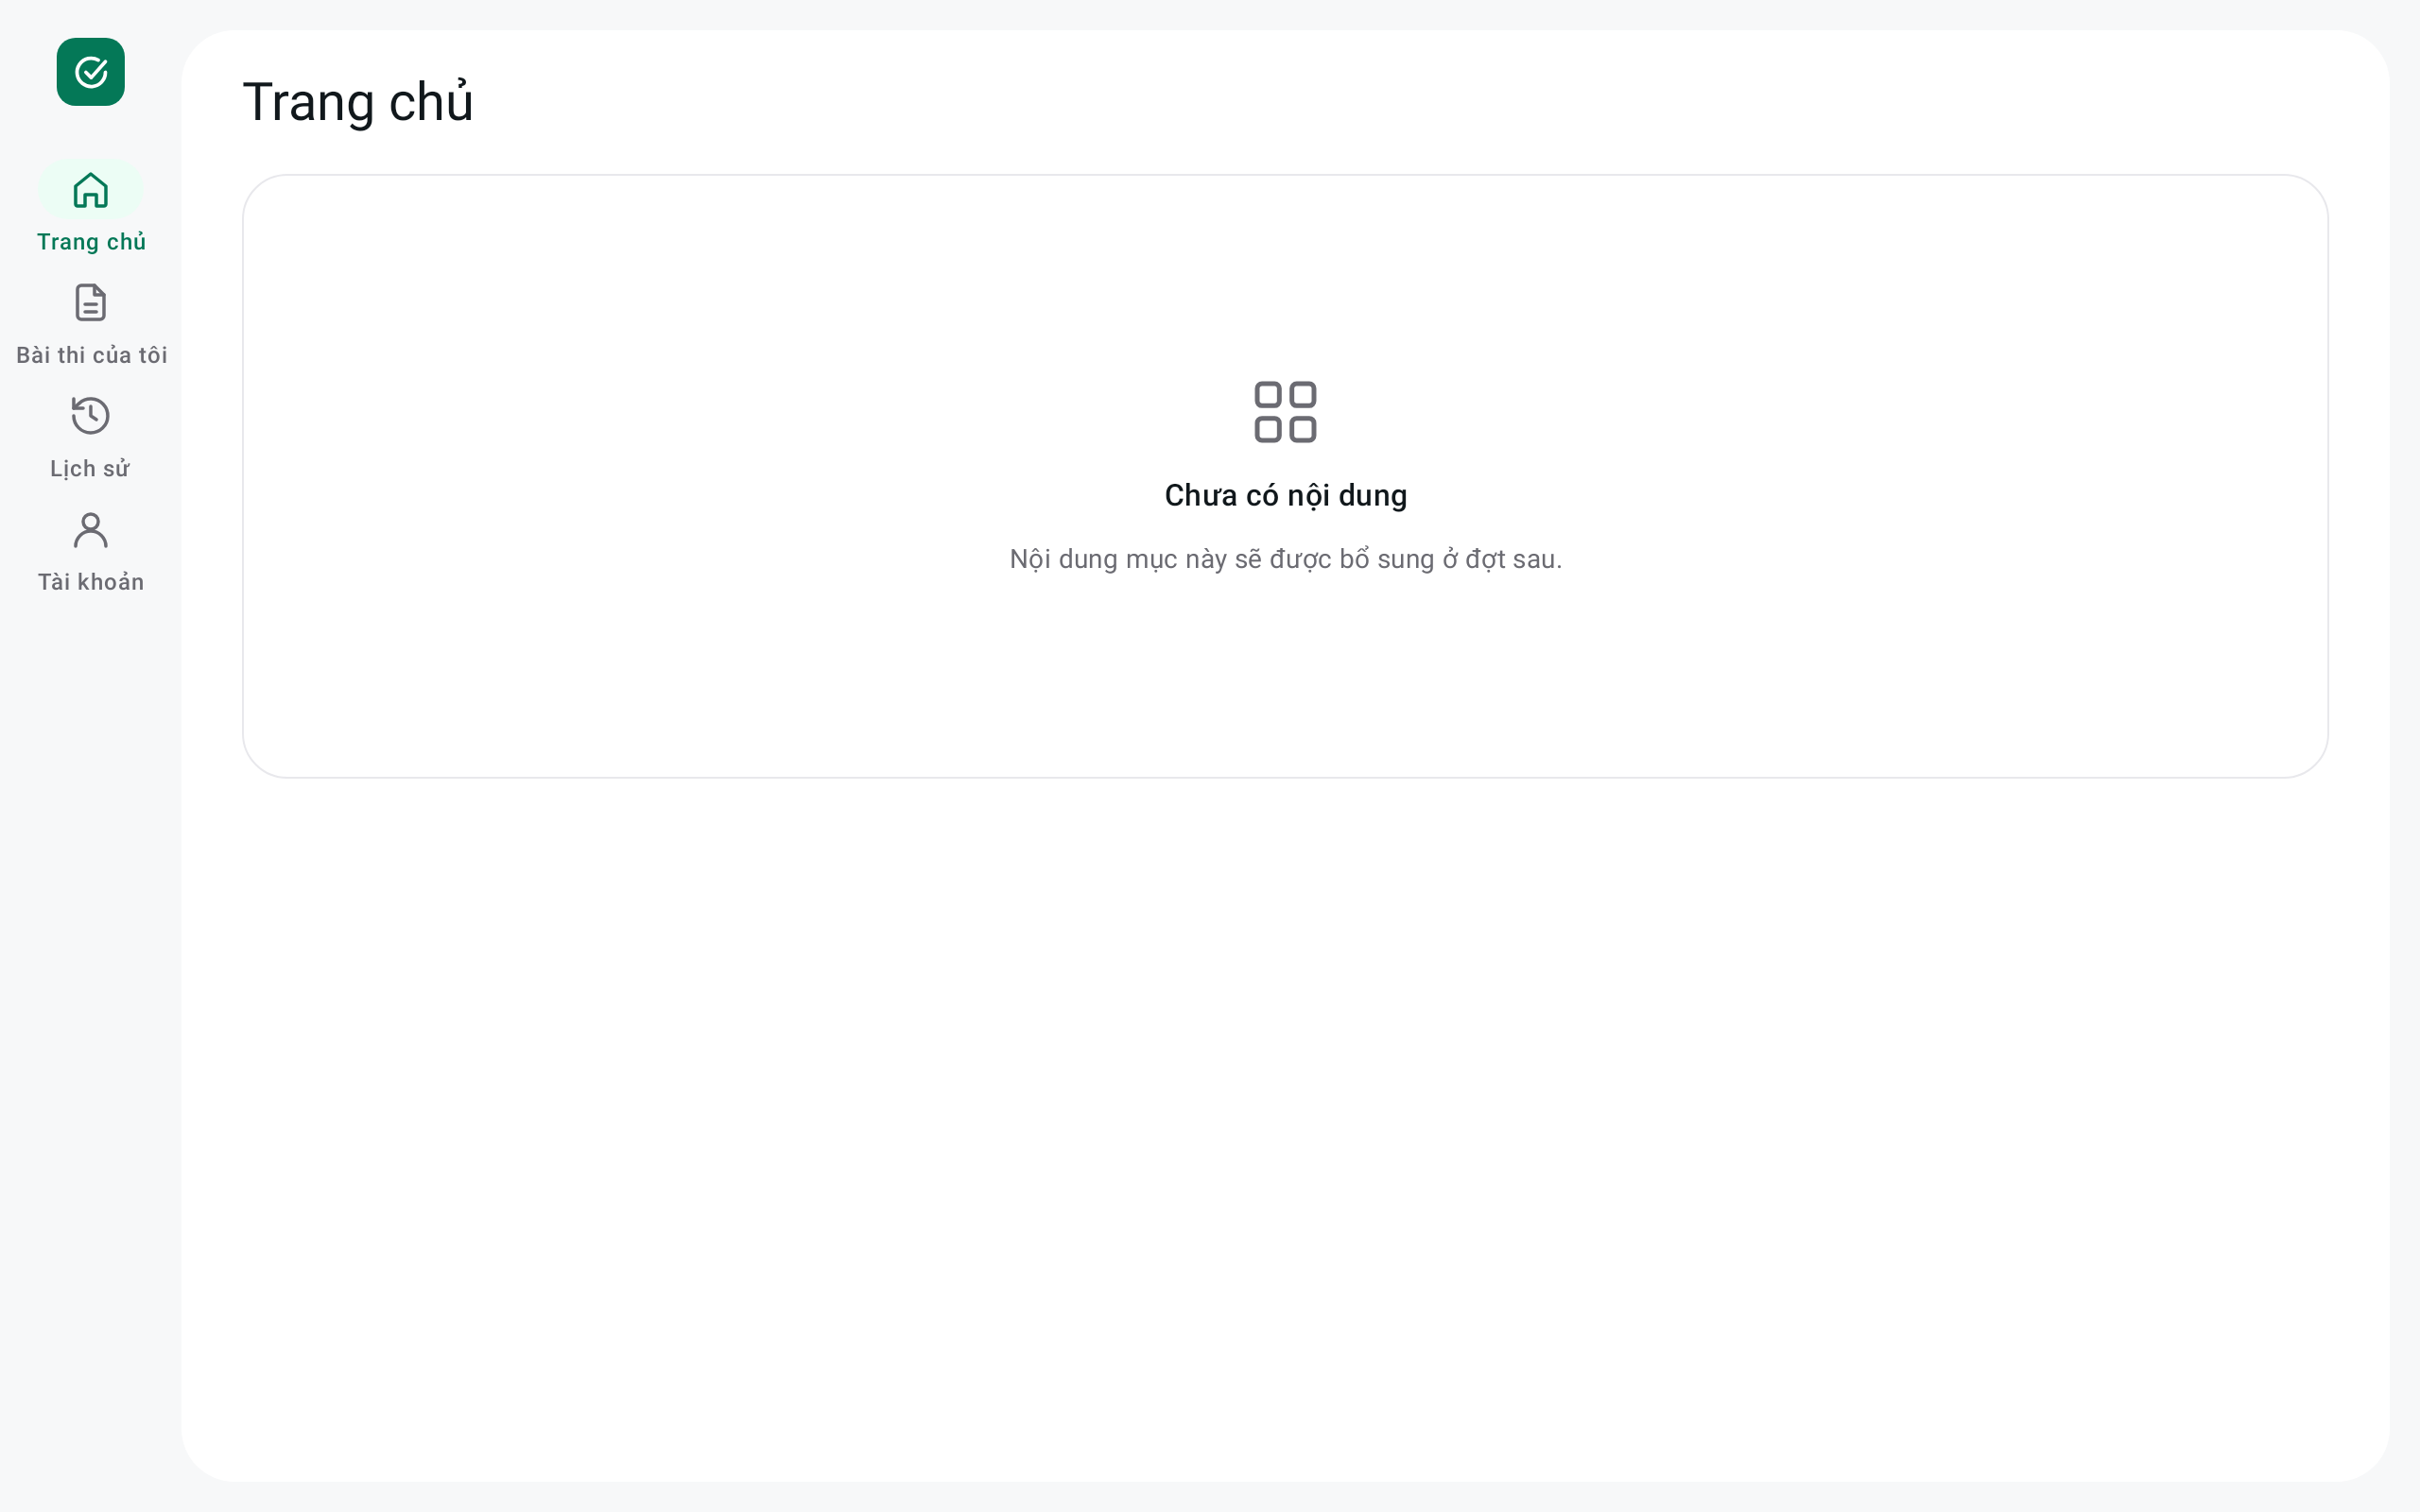 Trang chủ
Trang chủ
Bài thi của tôi
Lịch sử
Tài khoản
Chưa có nội dung
Nội dung mục này sẽ được bổ sung ở đợt sau.